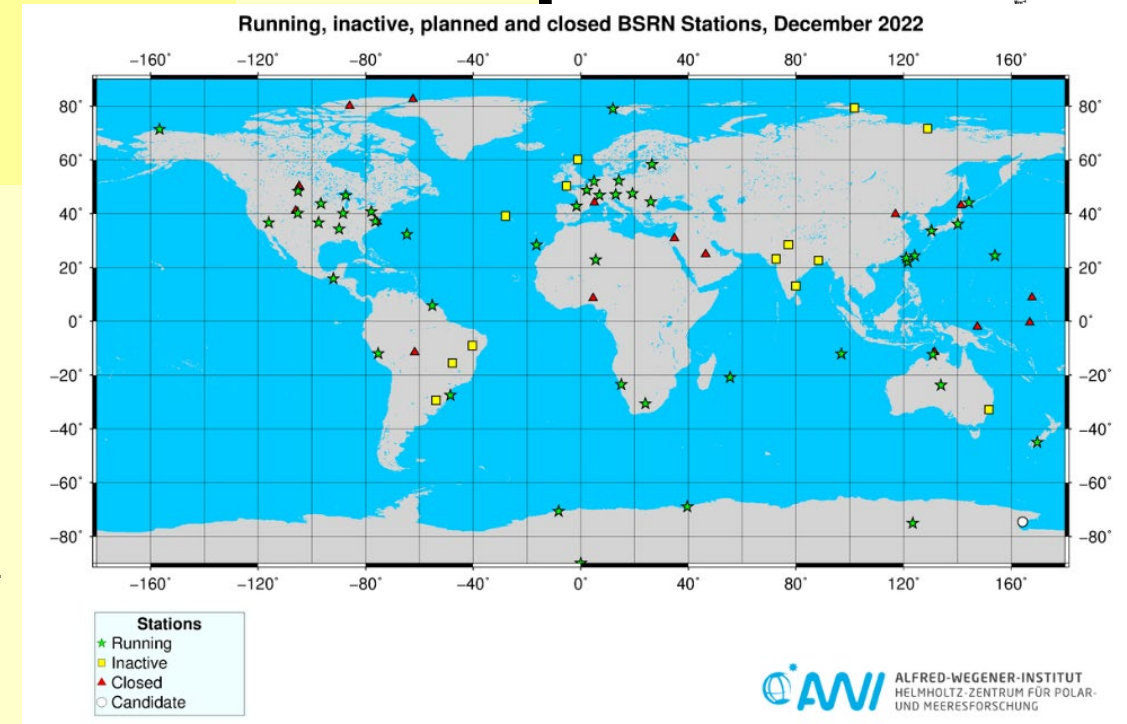 Running, inactive, planned and closed BSRN Stations, December 2022
−160˚ −120˚ −80˚ −40˚ 0˚ 40˚ 80˚ 120˚ 160˚
80˚ 80˚
60˚ 60˚
40˚ 40˚
20˚ 20˚
0˚ 0˚
−20˚ −20˚
−40˚ −40˚
−60˚ −60˚
−80˚ −80˚
−160˚ −120˚ −80˚ −40˚ 0˚ 40˚ 80˚ 120˚ 160˚
Stations
Running
Inactive
Closed
Candidate
AWI
ALFRED-WEGENER-INSTITUT
HELMHOLTZ-ZENTRUM FÜR POLAR-
UND MEERESFORSCHUNG